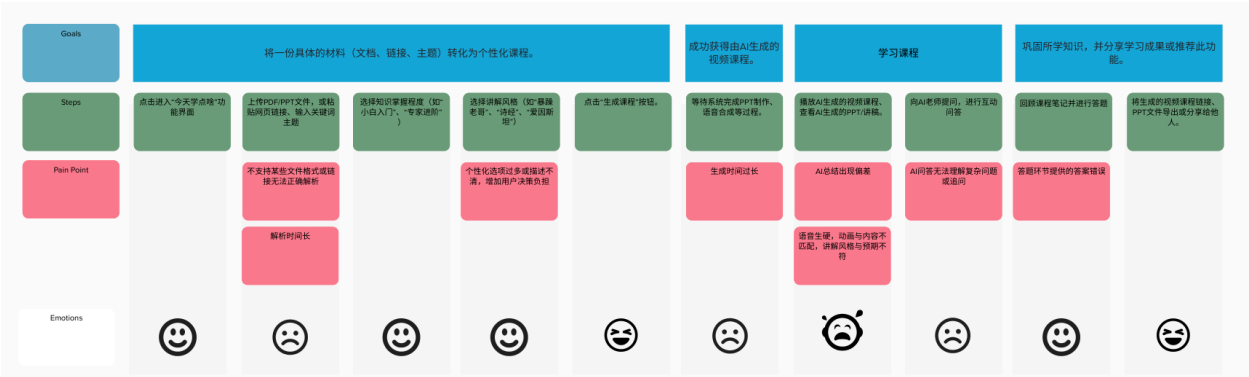 Goals
将一份具体的材料（文档、链接、主题）转化为个性化课程。
成功获得由AI生成的
视频课程。
学习课程
巩固所学知识，并分享学习成果或推荐此功
能。
Steps
点击进入“今天学点啥”功
能界面
上传PDF/PPT文件，或粘
贴网页链接、输入关键词
主题
选择知识掌握程度（如“
小白入门”、“专家进阶”
）
选择讲解风格（如“暴躁
老哥”、“诗经”、“爱因斯
坦”）
点击“生成课程”按钮。
等待系统完成PPT制作、
语音合成等过程。
播放AI生成的视频课程、
查看AI生成的PPT/讲稿。
向AI老师提问，进行互动
问答
回顾课程笔记并进行答题
将生成的视频课程链接、
PPT文件导出或分享给他
人。
Pain Point
不支持某些文件格式或链
接无法正确解析
个性化选项过多或描述不
清，增加用户决策负担
生成时间过长
AI总结出现偏差
AI问答无法理解复杂问题
或追问
答题环节提供的答案错误
解析时间长
语音生硬，动画与内容不
匹配，讲解风格与预期不
符
Emotions